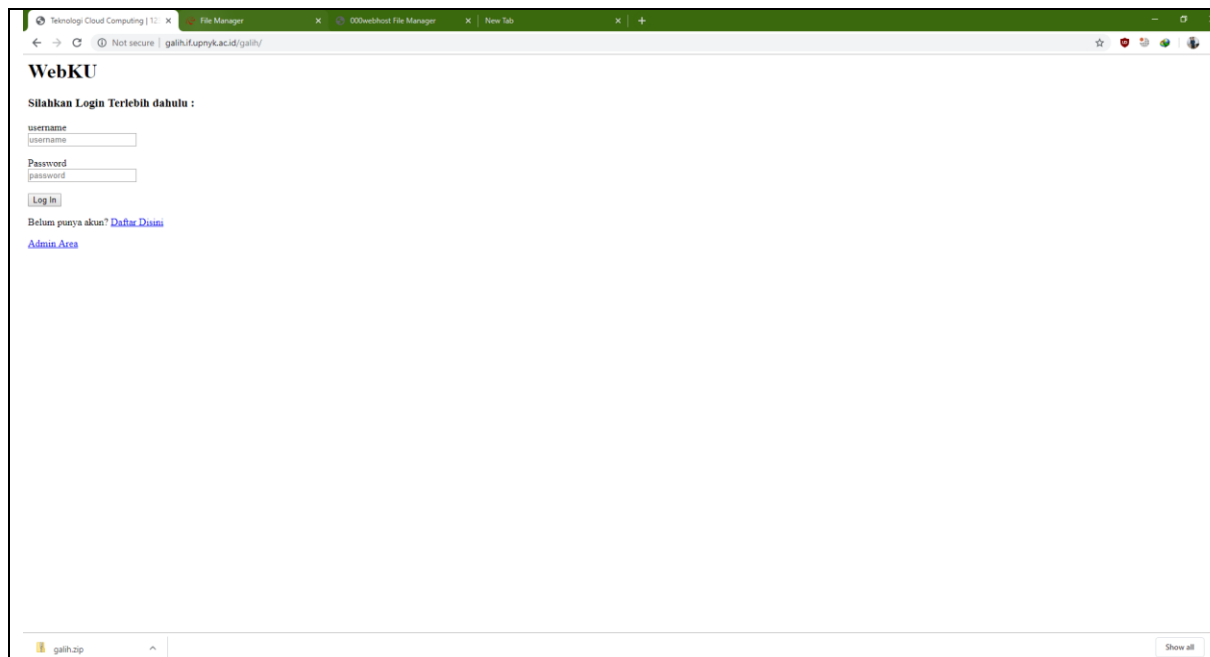 Teknologi Cloud Computing | 12
File Manager
000webhost File Manager
New Tab
Not secure | galih.if.upnyk.ac.id/galih/
WebKU
Silahkan Login Terlebih dahulu :
username
username
Password
password
Log In
Belum punya akun? Daftar Disini
Admin Area
galih.zip
Show all